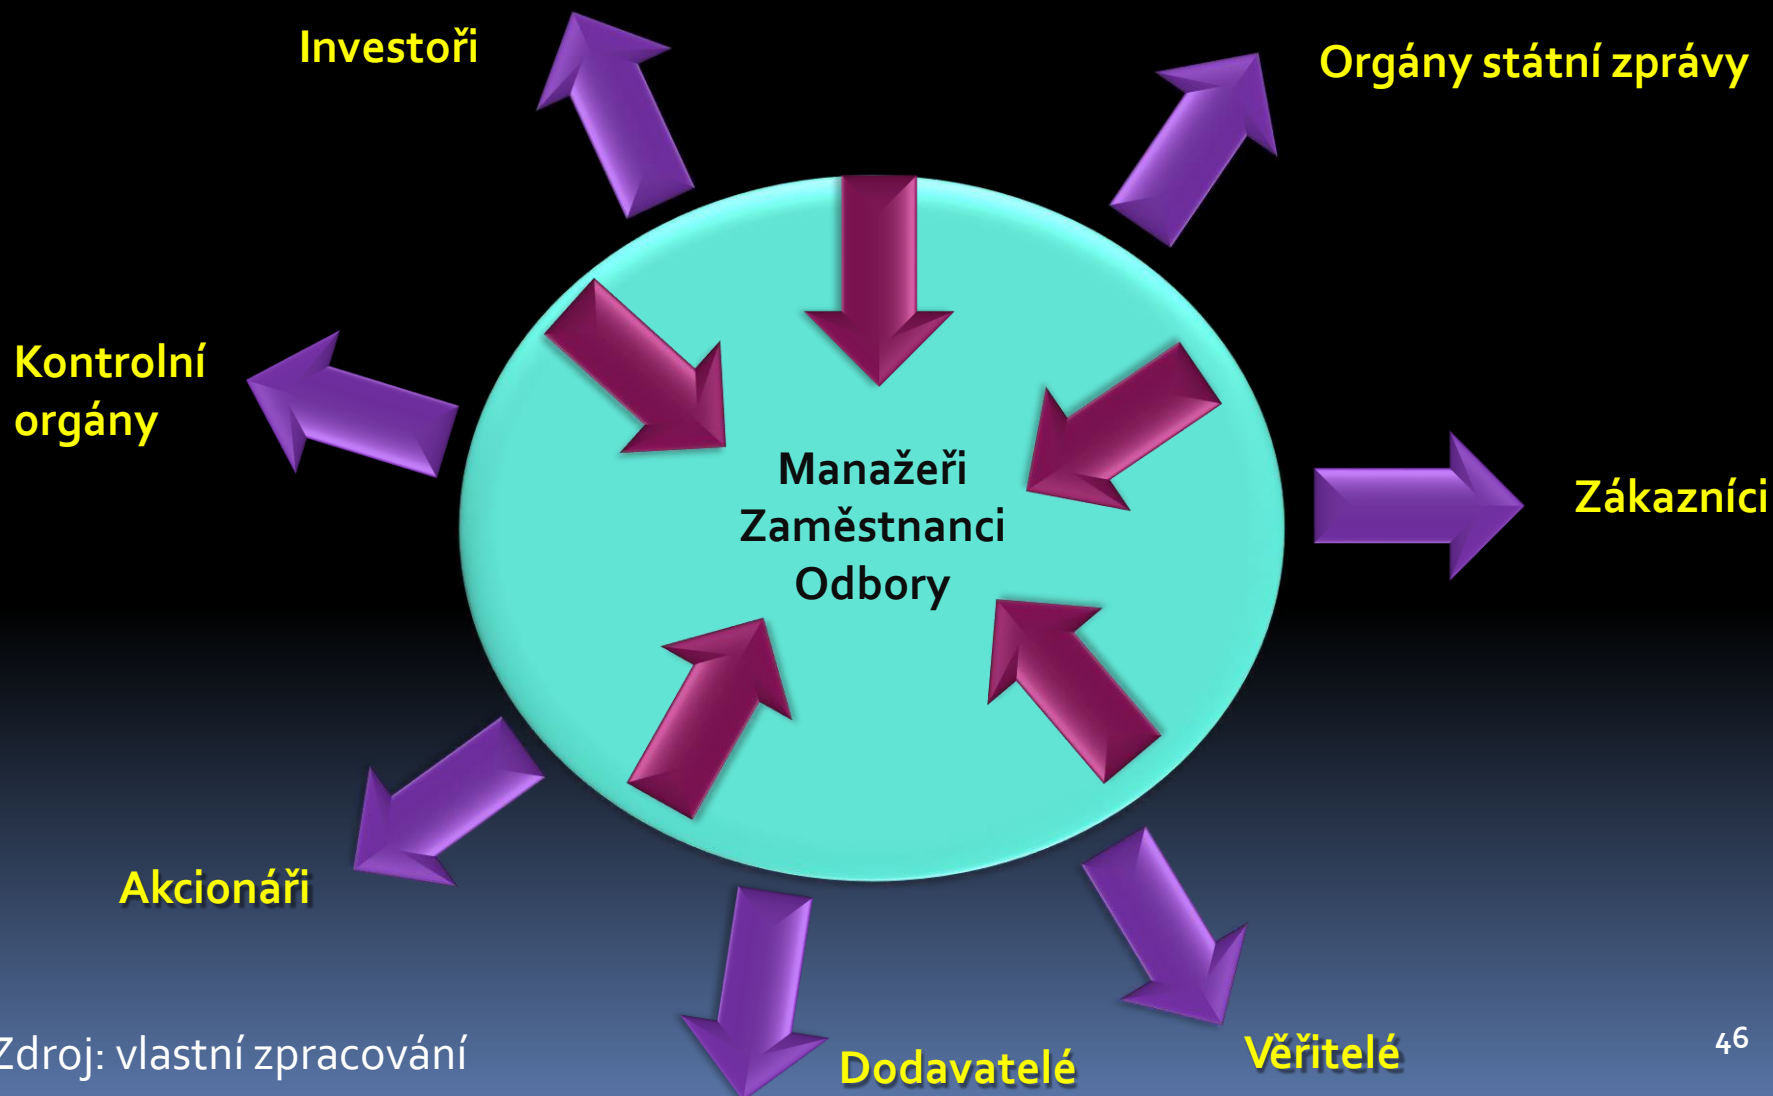 Investoři
Orgány státní zprávy
Kontrolní
orgány
Manažeři
Zaměstnanci
Odbory
Zákazníci
Akcionáři
Dodavatelé
Věřitelé
Zdroj: vlastní zpracování
46